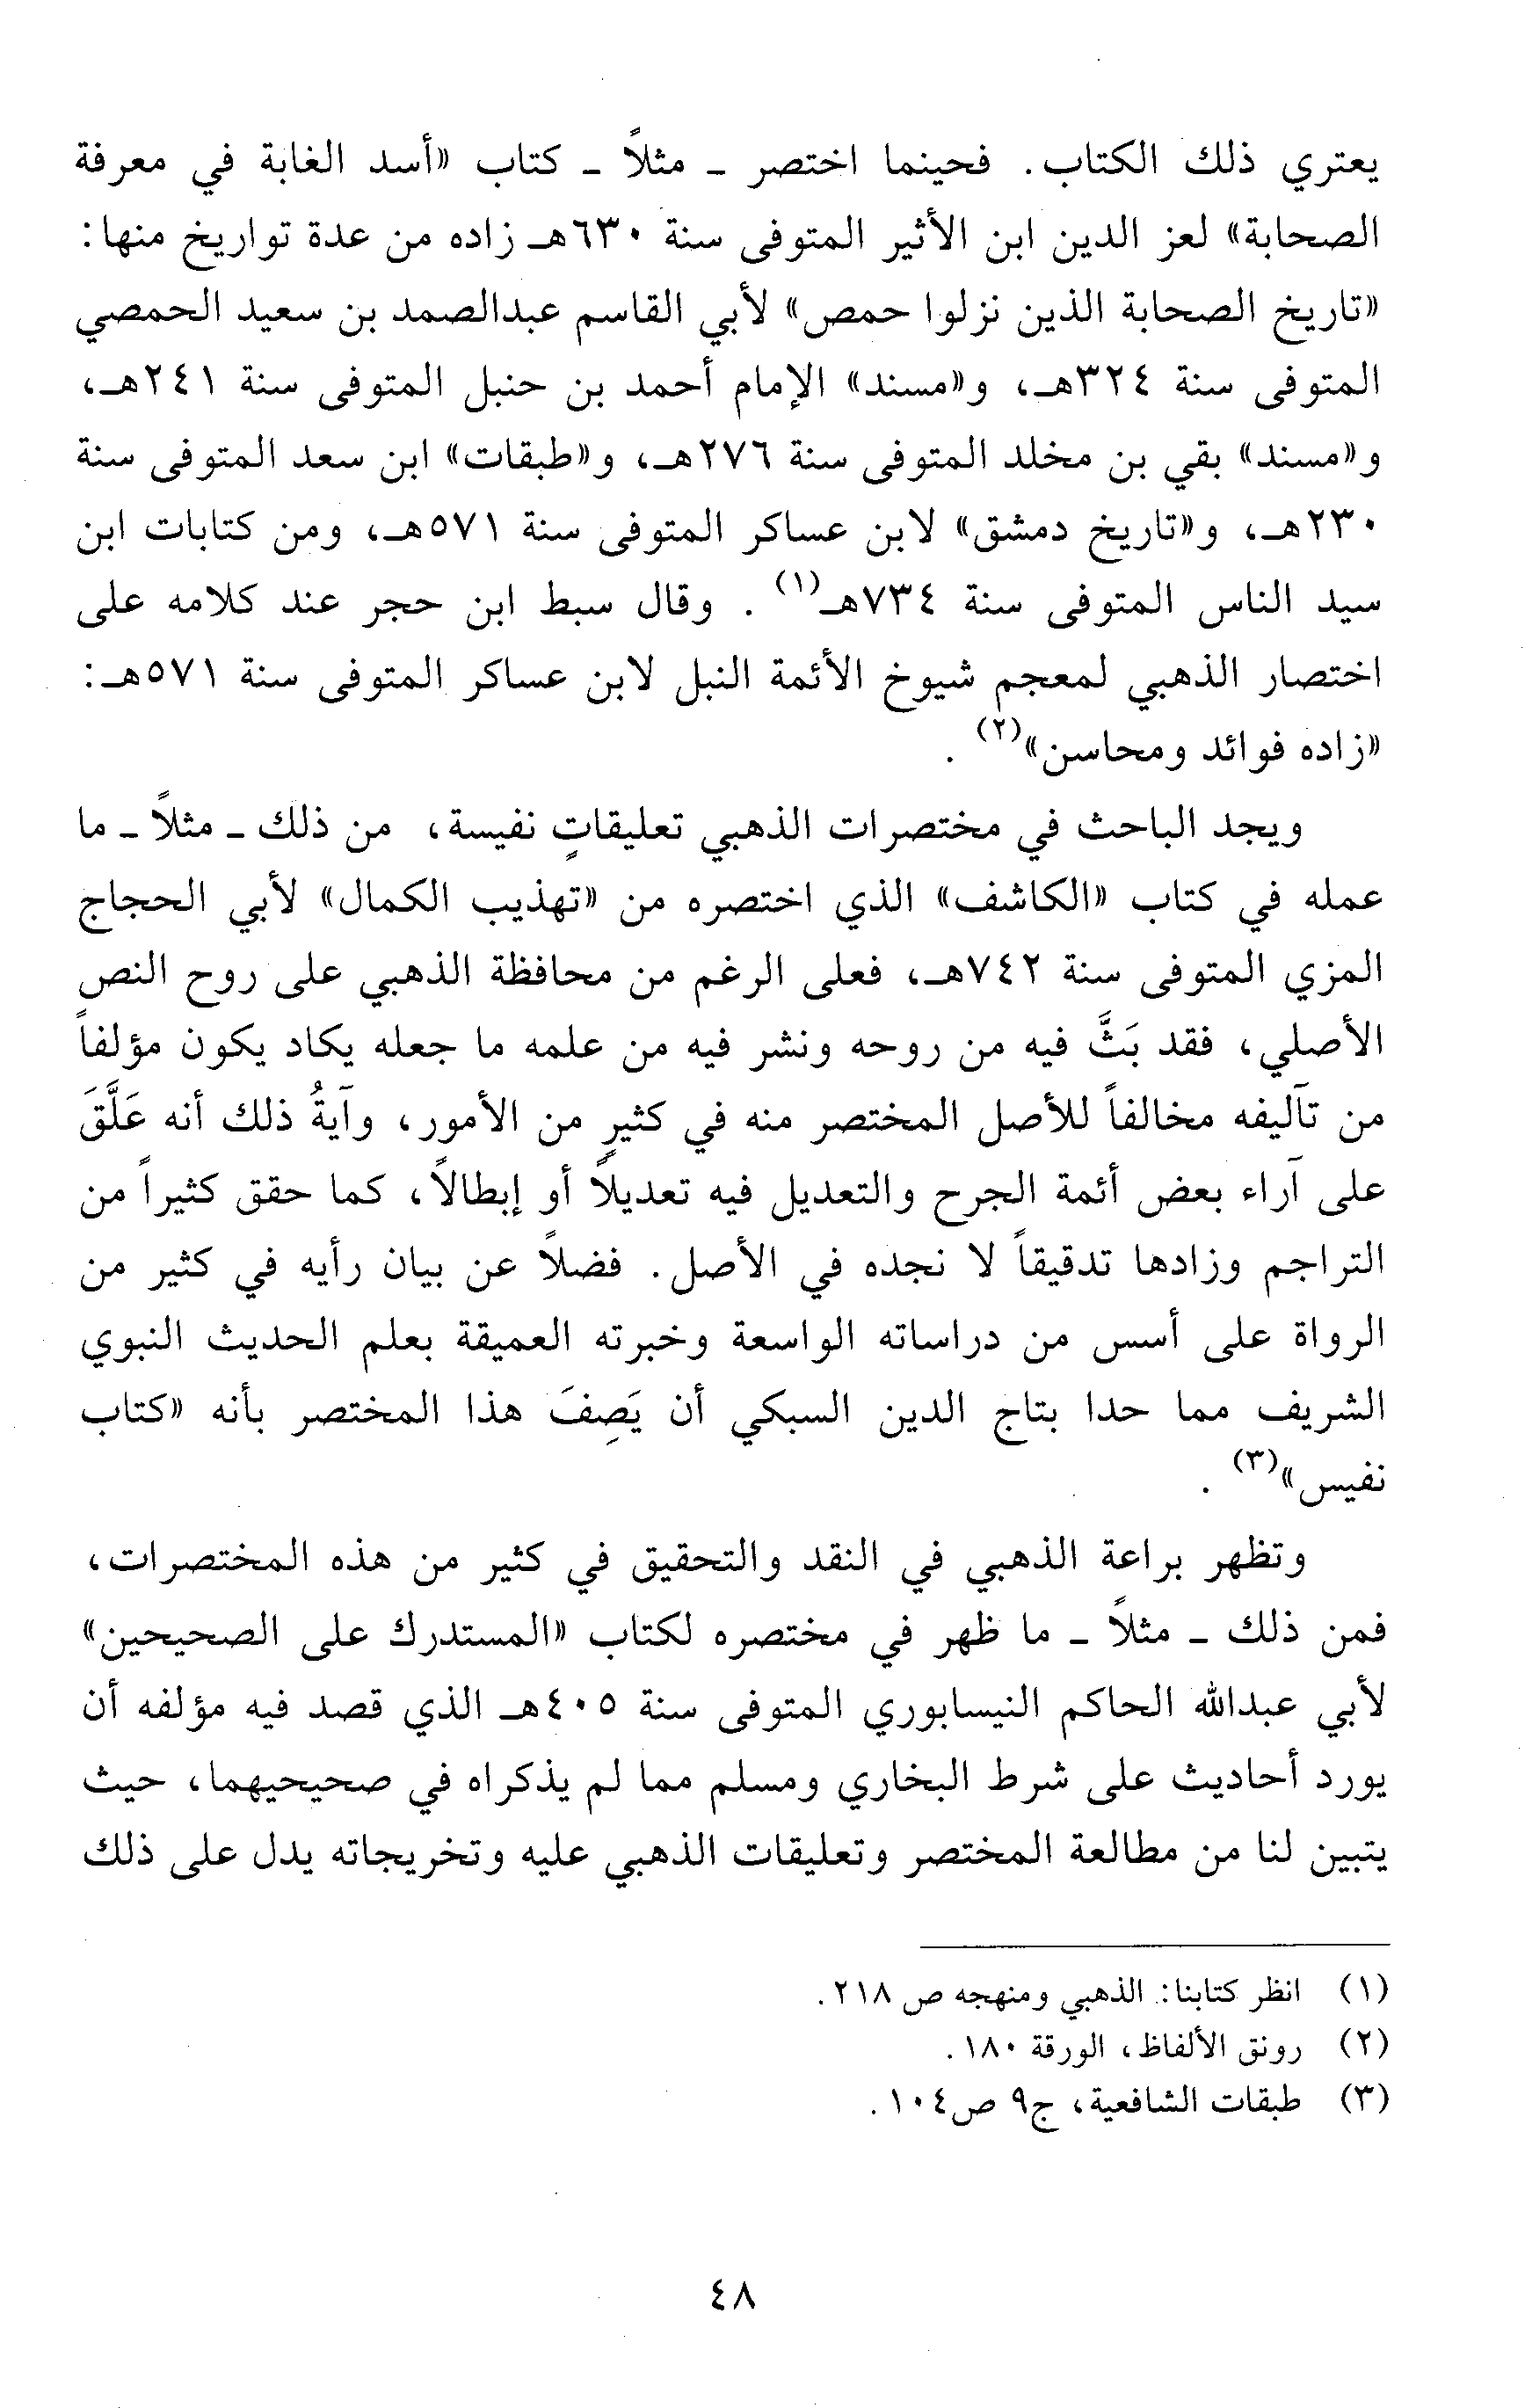 يعتري ذلك الكتاب. فحينما اختصر - مثلاً - كتاب «أسد الغابة في معرفة
الصحابة» لعز الدين ابن الأثير المتوفى سنة ٦٣٠هـ زاده من عدة تواريخ منها:
«تاريخ الصحابة الذين نزلوا حمص» لأبي القاسم عبدالصمد بن سعيد الحمصي
المتوفى سنة ٣٢٤هـ، و«مسند» الإمام أحمد بن حنبل المتوفى سنة ٢٤١هـ،
و«مسند» بقي بن مخلد المتوفى سنة ٢٧٦هـ، و«طبقات» ابن سعد المتوفى سنة
٢٣٠هـ، و«تاريخ دمشق» لابن عساكر المتوفى سنة ٥٧١هـ، ومن كتابات ابن
سيد الناس المتوفى سنة ٧٣٤هـ(١). وقال سبط ابن حجر عند كلامه على
اختصار الذهبي لمعجم شيوخ الأئمة النبل لابن عساكر المتوفى سنة ٥٧١هـ:
«زاده فوائد ومحاسن»(٢).
ويجد الباحث في مختصرات الذهبي تعليقاتٍ نفيسة، من ذلك - مثلاً - ما
عمله في كتاب «الكاشف» الذي اختصره من «تهذيب الكمال» لأبي الحجاج
المزي المتوفى سنة ٧٤٢هـ، فعلى الرغم من محافظة الذهبي على روح النص
الأصلي، فقد بَثَّ فيه من روحه ونشر فيه من علمه ما جعله يكاد يكون مؤلفاً
من تآليفه مخالفاً للأصل المختصر منه في كثيرٍ من الأمور، وآيةُ ذلك أنه عَلَّقَ
على آراء بعض أئمة الجرح والتعديل فيه تعديلاً أو إبطالاً، كما حقق كثيراً من
التراجم وزادها تدقيقاً لا نجده في الأصل. فضلاً عن بيان رأيه في كثير من
الرواة على أسس من دراساته الواسعة وخبرته العميقة بعلم الحديث النبوي
الشريف مما حدا بتاج الدين السبكي أن يَصِفَ هذا المختصر بأنه «كتاب
نفيس»(٣).
وتظهر براعة الذهبي في النقد والتحقيق في كثير من هذه المختصرات،
فمن ذلك - مثلاً - ما ظهر في مختصره لكتاب «المستدرك على الصحيحين»
لأبي عبدالله الحاكم النيسابوري المتوفى سنة ٤٠٥هـ الذي قصد فيه مؤلفه أن
يورد أحاديث على شرط البخاري ومسلم مما لم يذكراه في صحيحيهما، حيث
يتبين لنا من مطالعة المختصر وتعليقات الذهبي عليه وتخريجاته يدل على ذلك
(١) انظر كتابنا: الذهبي ومنهجه ص ٢١٨.
(٢) رونق الألفاظ، الورقة ١٨٠.
(٣) طبقات الشافعية، ج٩ ص١٠٤.
٤٨